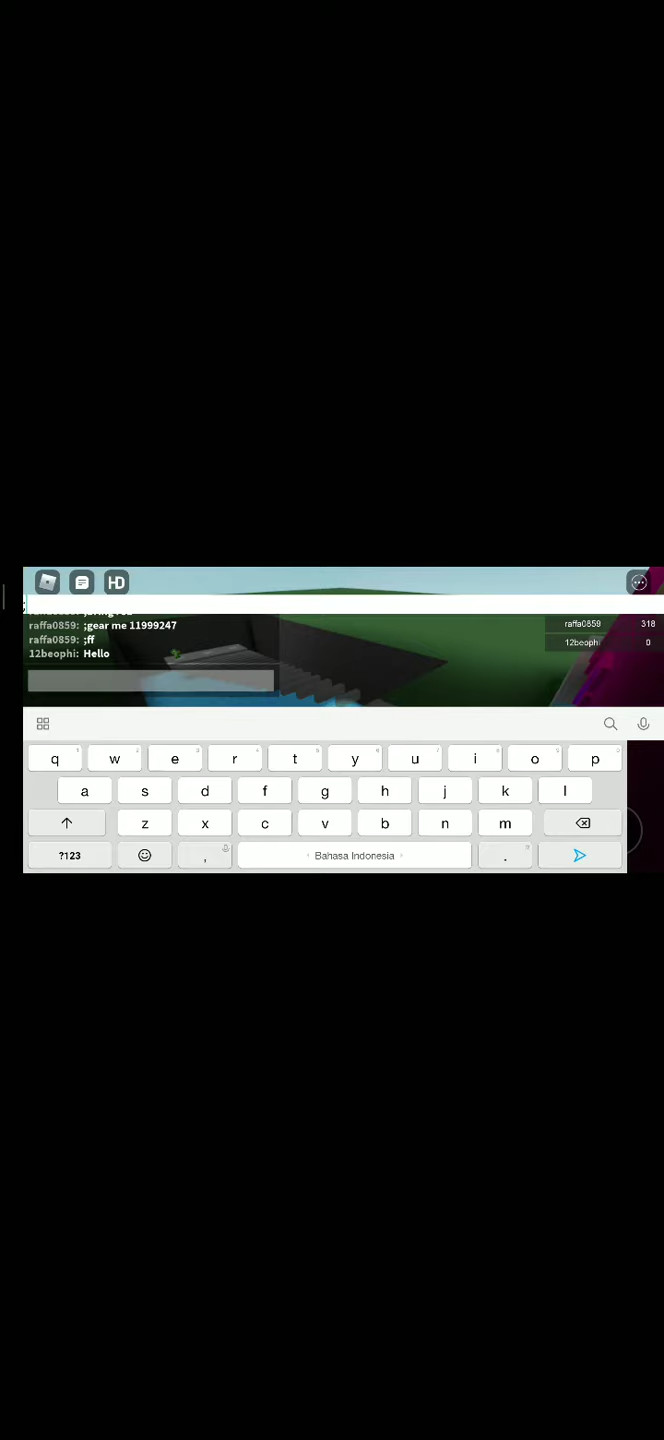 HD
;
raffa0859: ;gear me 11999247
raffa0859: ;ff
12beophi: Hello
raffa0859 318
12beophi 0
q w e r t y u i o p
a s d f g h j k l
z x c v b n m
?123 , Bahasa Indonesia .